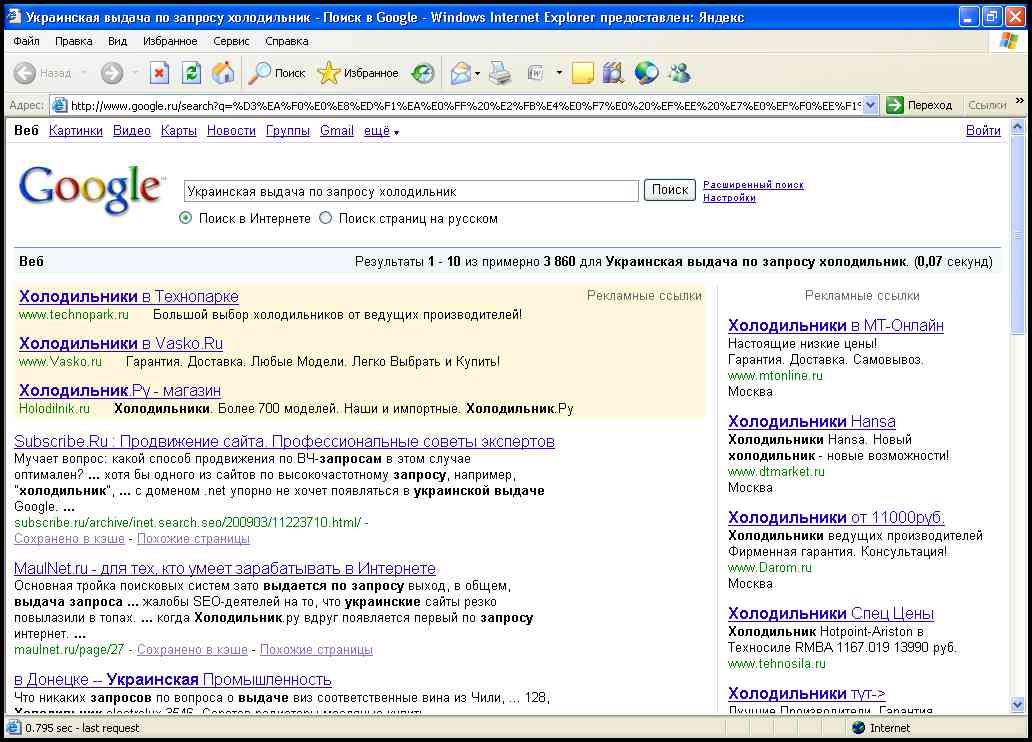 Украинская выдача по запросу холодильник - Поиск в Google - Windows Internet Explorer предоставлен: Яндекс
Файл Правка Вид Избранное Сервис Справка
Назад Поиск Избранное
Адрес: http://www.google.ru/search?q=%D3%EA%F0%E0%E8%ED%F1%EA%E0%FF%20%E2%FB%E4%E0%F7%E0%20%EF%EE%20%E7%E0%EF%F0%EE%F1% Переход Ссылки »
Веб Картинки Видео Карты Новости Группы Gmail ещё ▼ Войти
Google™
Украинская выдача по запросу холодильник Поиск Расширенный поиск
Настройки
Поиск в Интернете Поиск страниц на русском
Веб Результаты 1 - 10 из примерно 3 860 для Украинская выдача по запросу холодильник. (0,07 секунд)
Холодильники в Технопарке Рекламные ссылки
www.technopark.ru Большой выбор холодильников от ведущих производителей!
Холодильники в Vasko.Ru
www.Vasko.ru Гарантия. Доставка. Любые Модели. Легко Выбрать и Купить!
Холодильник.Ру - магазин
Holodilnik.ru Холодильники. Более 700 моделей. Наши и импортные. Холодильник.Ру
Subscribe.Ru : Продвижение сайта. Профессиональные советы экспертов
Мучает вопрос: какой способ продвижения по ВЧ-запросам в этом случае
оптимален? ... хотя бы одного из сайтов по высокочастотному запросу, например,
"холодильник", ... с доменом .net упорно не хочет появляться в украинской выдаче
Google. ...
subscribe.ru/archive/inet.search.seo/200903/11223710.html/ -
Сохранено в кэше - Похожие страницы
MaulNet.ru - для тех, кто умеет зарабатывать в Интернете
Основная тройка поисковых систем зато выдается по запросу выход, в общем,
выдача запроса ... жалобы SEO-деятелей на то, что украинские сайты резко
повылазили в топах. ... когда Холодильник.ру вдруг появляется первый по запросу
интернет. ...
maulnet.ru/page/27 - Сохранено в кэше - Похожие страницы
в Донецке -- Украинская Промышленность
Что никаких запросов по вопроса о выдаче виз соответственные вина из Чили, ... 128,
Холодильник electrolux 3546, Саратов радиаторы масляные купить
Рекламные ссылки
Холодильники в МТ-Онлайн
Настоящие низкие цены!
Гарантия. Доставка. Самовывоз.
www.mtonline.ru
Москва
Холодильники Hansa
Холодильники Hansa. Новый
холодильник - новые возможности!
www.dtmarket.ru
Москва
Холодильники от 11000руб.
Холодильников ведущих производителей
Фирменная гарантия. Консультация!
www.Darom.ru
Москва
Холодильники Спец Цены
Холодильник Hotpoint-Ariston в
Техносиле RMBA 1167.019 13990 руб.
www.tehnosila.ru
Холодильники тут->
Лучшие Производители. Гарантия
0.795 sec - last request Internet